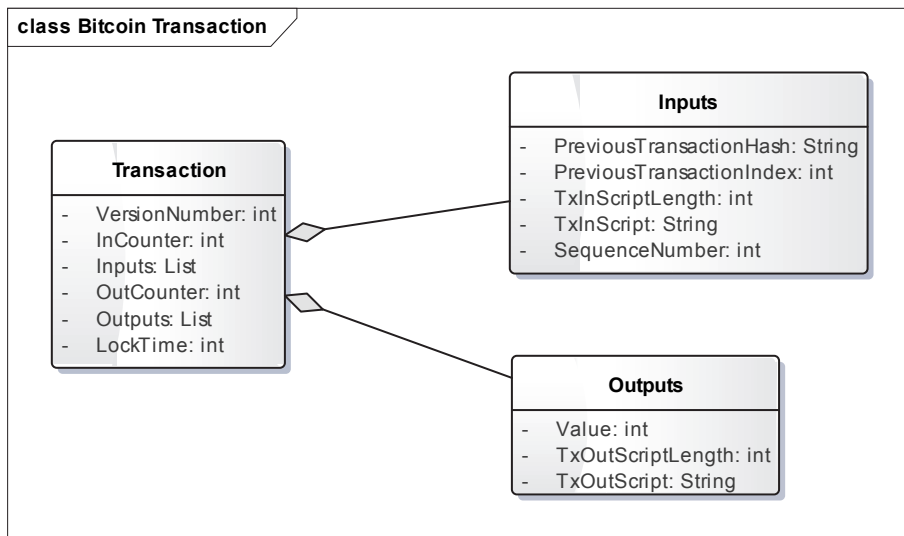 class Bitcoin Transaction
Transaction
- VersionNumber: int
- InCounter: int
- Inputs: List
- OutCounter: int
- Outputs: List
- LockTime: int
Inputs
- PreviousTransactionHash: String
- PreviousTransactionIndex: int
- TxInScriptLength: int
- TxInScript: String
- SequenceNumber: int
Outputs
- Value: int
- TxOutScriptLength: int
- TxOutScript: String